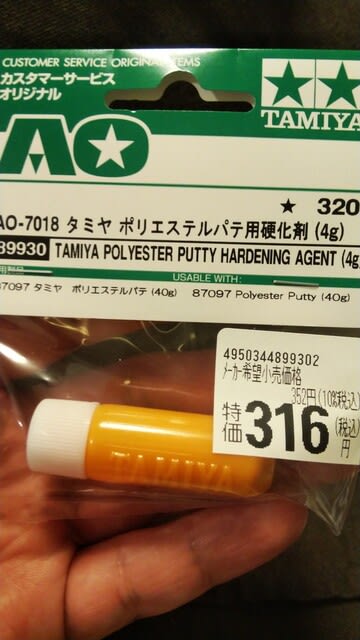 CUSTOMER SERVICE ORIGINAL ITEMS
カスタマーサービス
オリジナル
AO
TAMIYA
★ 320
AO-7018 タミヤ ポリエステルパテ用硬化剤 (4g)
89930 TAMIYA POLYESTER PUTTY HARDENING AGENT (4g
USABLE WITH:
87097 タミヤ ポリエステルパテ (40g) 87097 Polyester Putty (40g)
4950344899302
メーカー希望小売価格
352円(10%税込)
特価 316 (税込)円
TAMIYA